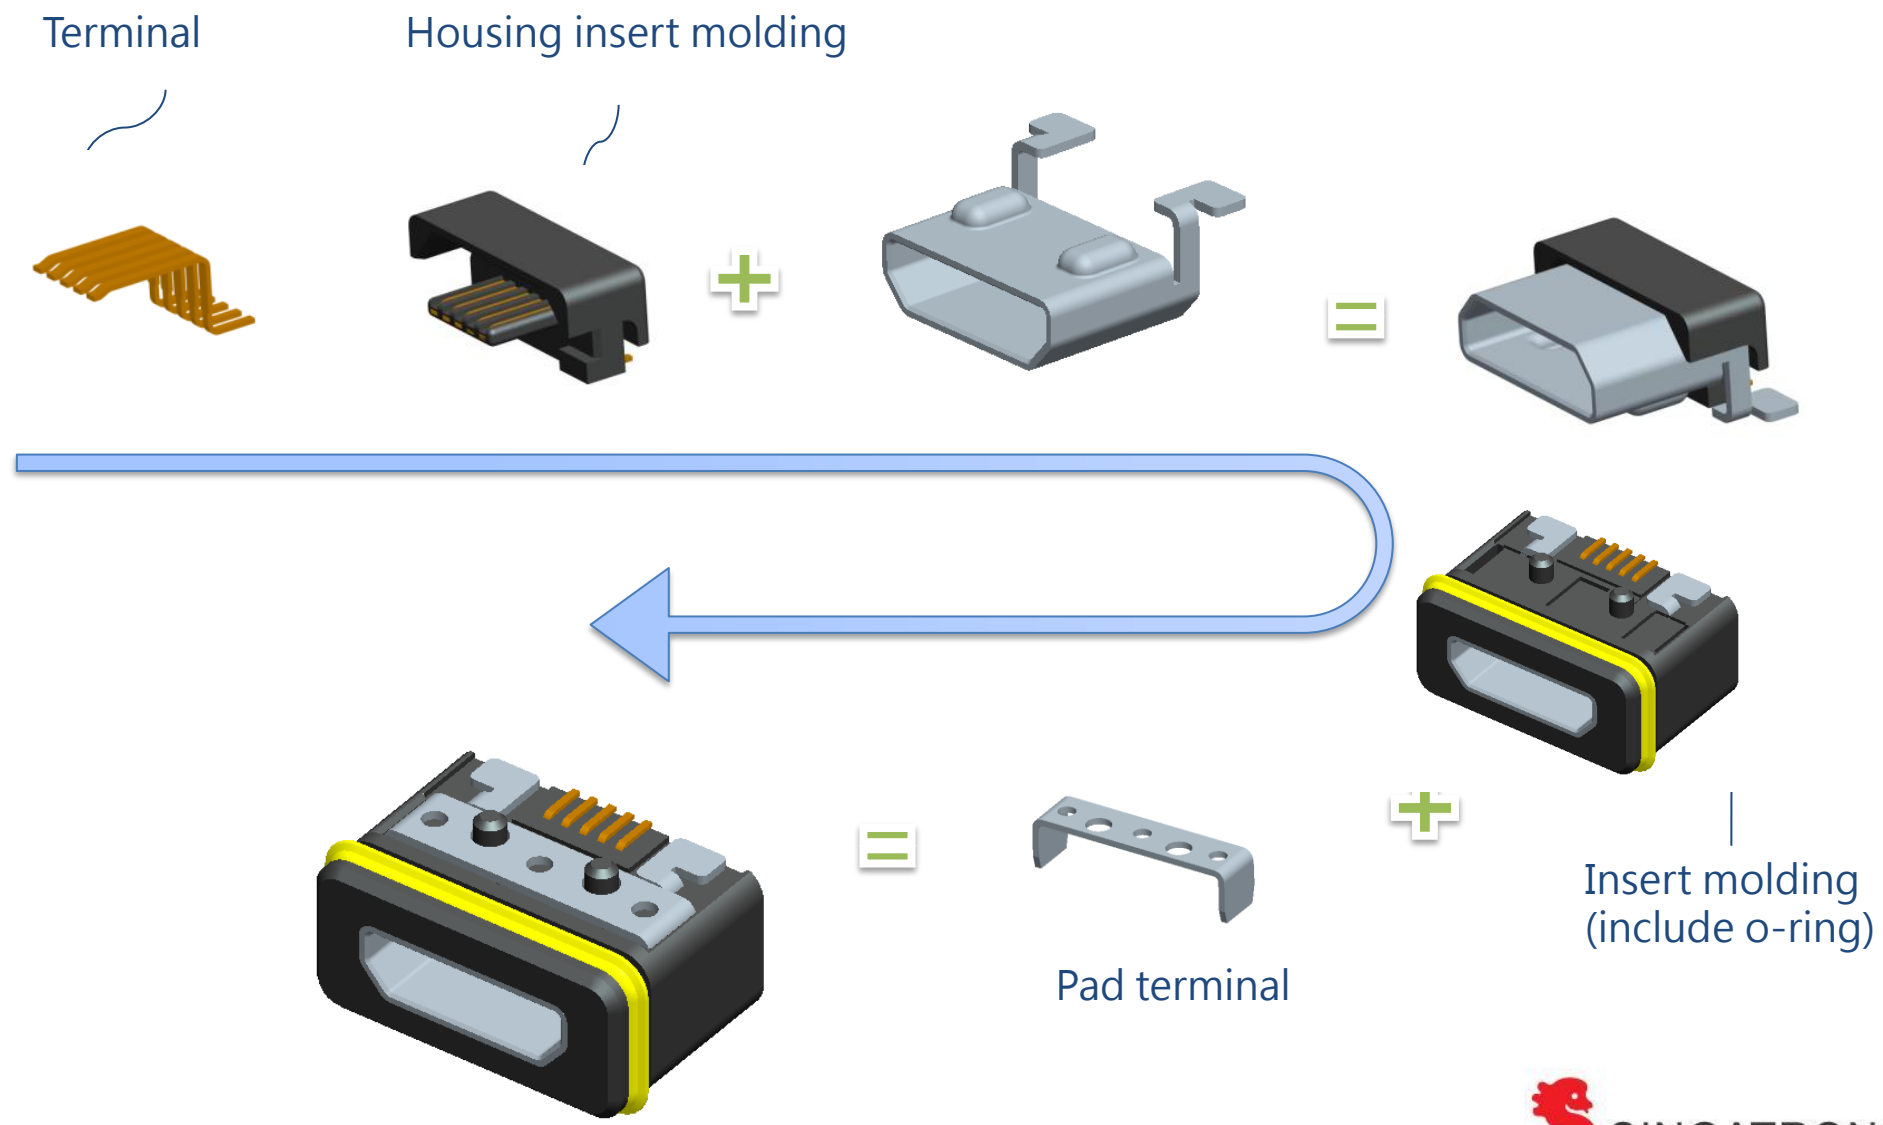 Terminal
Housing insert molding
Insert molding
(include o-ring)
Pad terminal